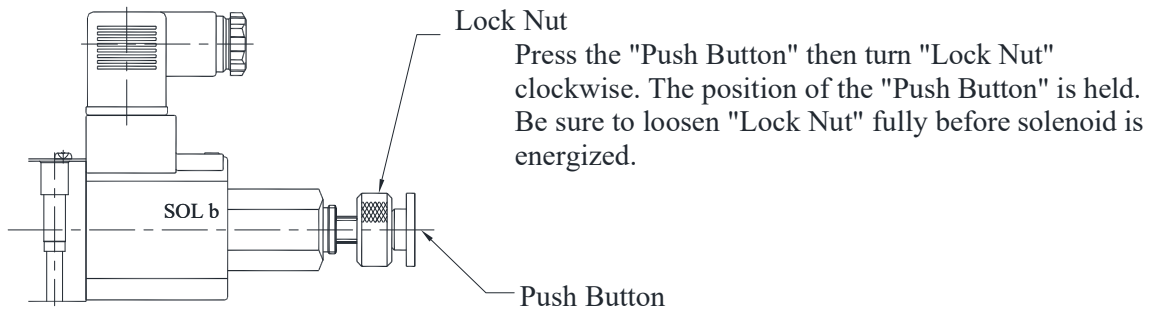 Lock Nut
Press the "Push Button" then turn "Lock Nut"
clockwise. The position of the "Push Button" is held.
Be sure to loosen "Lock Nut" fully before solenoid is
energized.
SOL b
Push Button